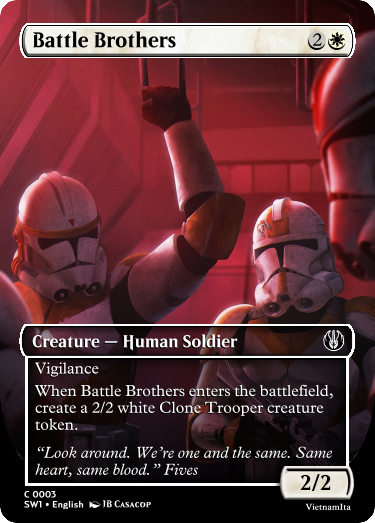 Battle Brothers 2
Creature — Human Soldier
Vigilance
When Battle Brothers enters the battlefield,
create a 2/2 white Clone Trooper creature
token.
“Look around. We’re one and the same. Same
heart, same blood.” Fives
2/2
C 0003
SW1 • English JB Casacop
VietnamIta